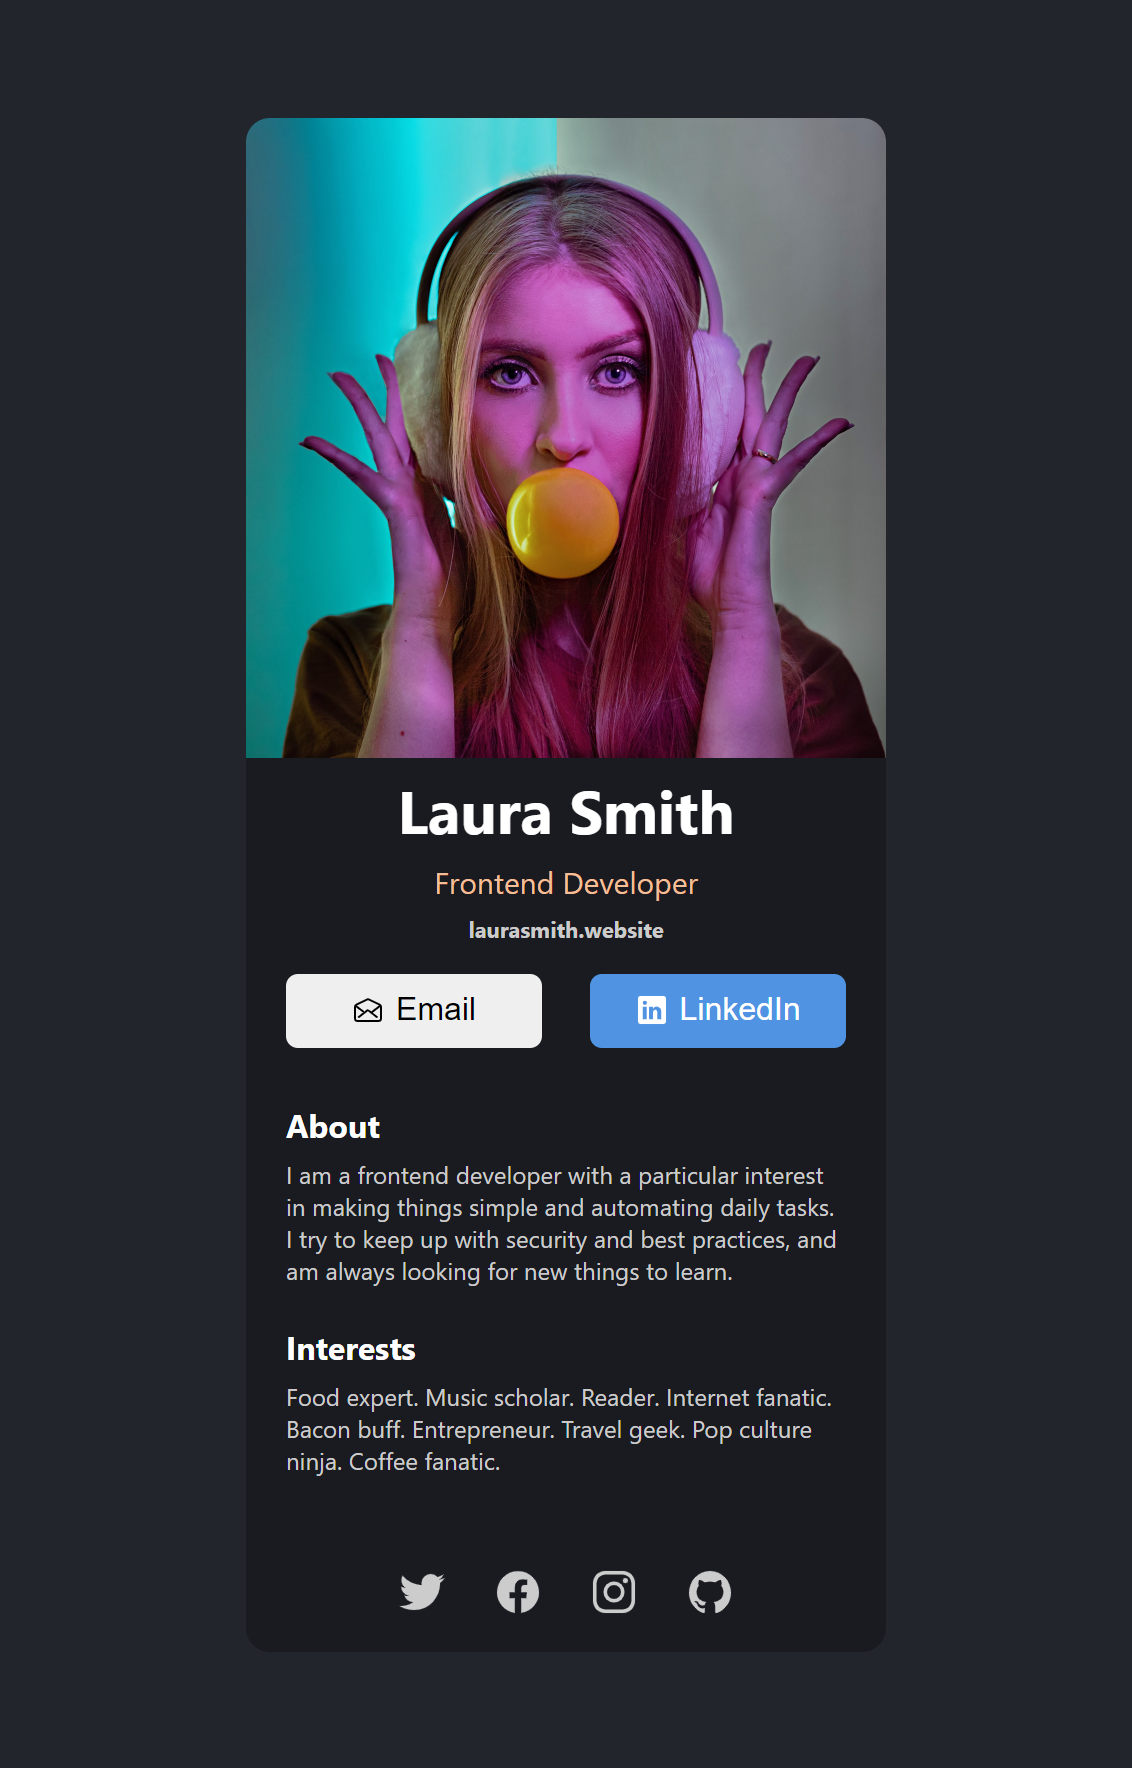 Laura Smith
Frontend Developer
laurasmith.website
Email
LinkedIn
About
I am a frontend developer with a particular interest
in making things simple and automating daily tasks.
I try to keep up with security and best practices, and
am always looking for new things to learn.
Interests
Food expert. Music scholar. Reader. Internet fanatic.
Bacon buff. Entrepreneur. Travel geek. Pop culture
ninja. Coffee fanatic.